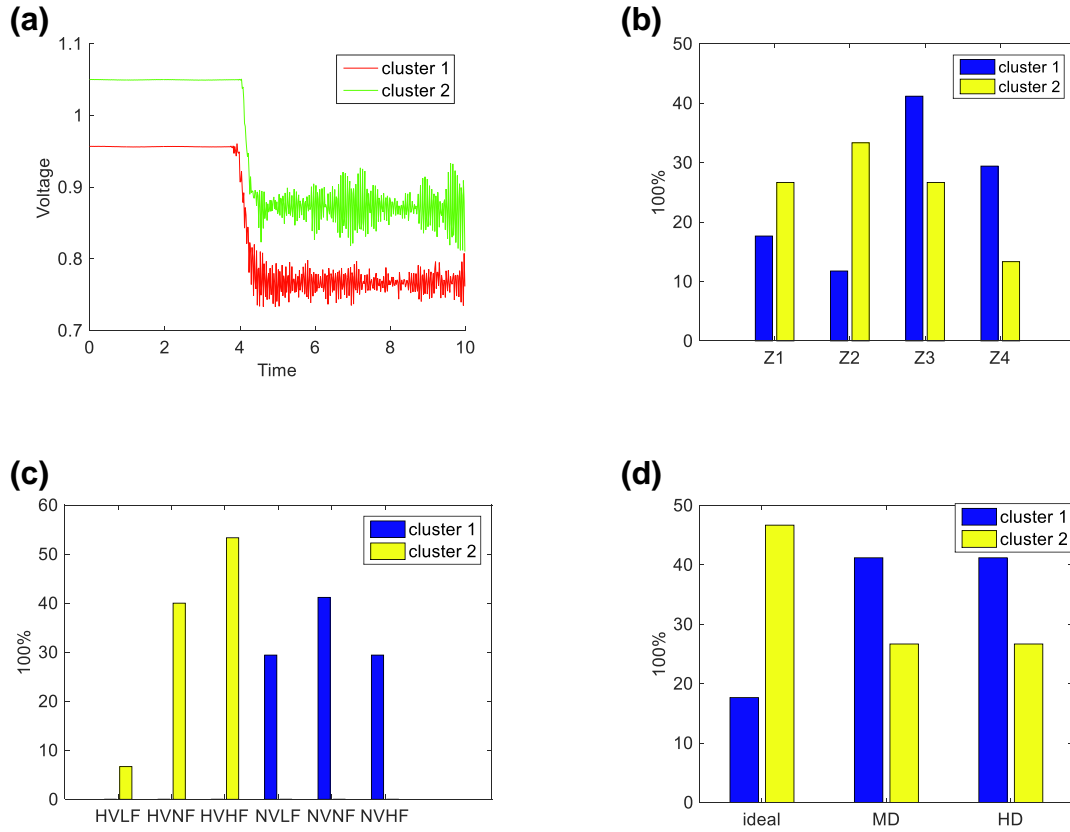 (a)
1.1
1
0.9
0.8
0.7
Voltage
0
2
4
6
8
10
Time
cluster 1
cluster 2
(b)
50
40
30
20
10
0
100%
Z1
Z2
Z3
Z4
cluster 1
cluster 2
(c)
60
50
40
30
20
10
0
100%
HVLF
HVNF
HVHF
NVLF
NVNF
NVHF
cluster 1
cluster 2
(d)
50
40
30
20
10
0
100%
ideal
MD
HD
cluster 1
cluster 2